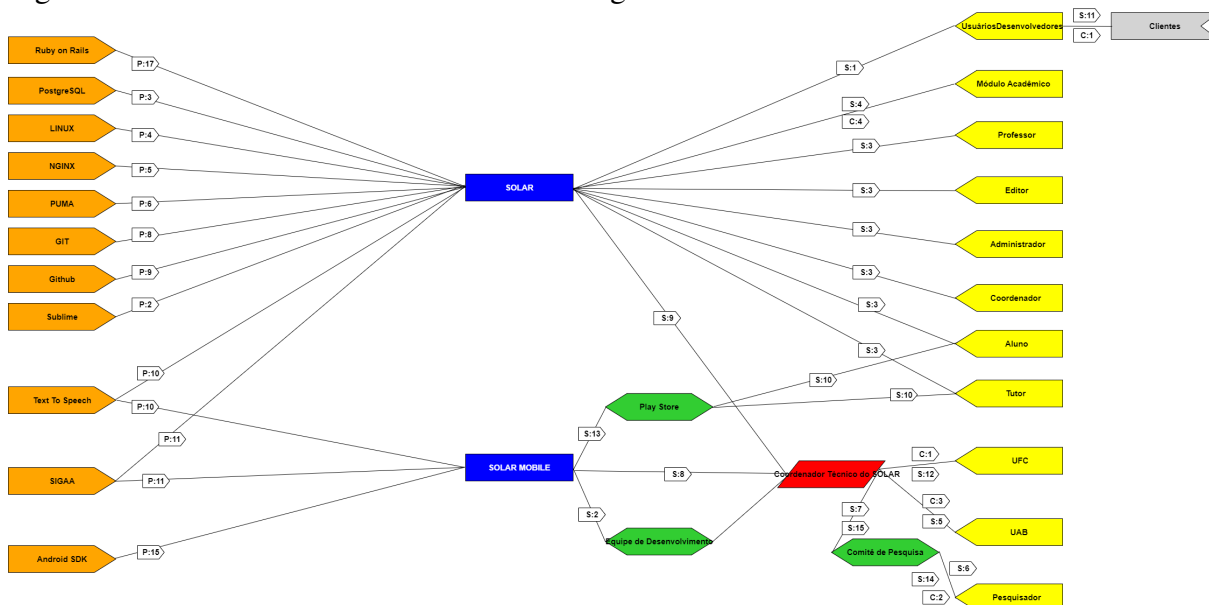 Ruby on Rails
PostgreSQL
LINUX
NGINX
PUMA
GIT
Github
Sublime
Text To Speech
SIGAA
Android SDK
P:17
P:3
P:4
P:5
P:6
P:8
P:9
P:2
P:10
P:10
P:11
P:11
P:15
SOLAR
SOLAR MOBILE
S:1
S:4
C:4
S:3
S:3
S:3
S:3
S:3
S:3
S:9
S:10
S:10
S:13
S:8
S:2
Play Store
Equipe de Desenvolvimento
Coordenador Técnico do SOLAR
C:1
S:12
C:3
S:5
S:7
S:15
Comitê de Pesquisa
S:6
S:14
C:2
UsuáriosDesenvolvedores
S:11
C:1
Clientes
Módulo Acadêmico
Professor
Editor
Administrador
Coordenador
Aluno
Tutor
UFC
UAB
Pesquisador